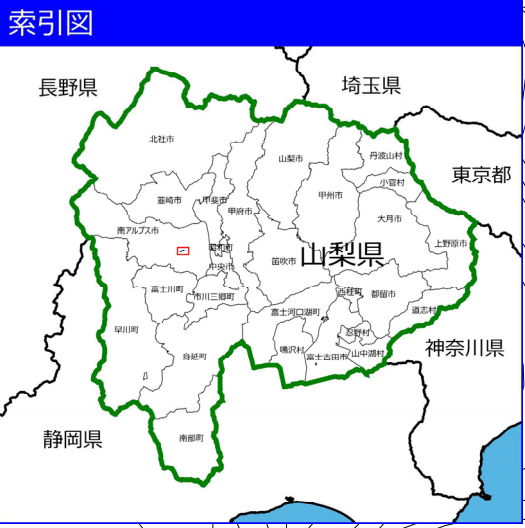 索引図
長野県
埼玉県
北杜市
山梨市
丹波山村
小菅村
東京都
韮崎市
甲斐市
甲府市
甲州市
大月市
南アルプス市
昭和町
山梨県
上野原市
中央市
笛吹市
富士川町
市川三郷町
西桂町
都留市
道志村
富士河口湖町
早川町
忍野村
神奈川県
身延町
鳴沢村
富士吉田市
山中湖村
静岡県
南部町